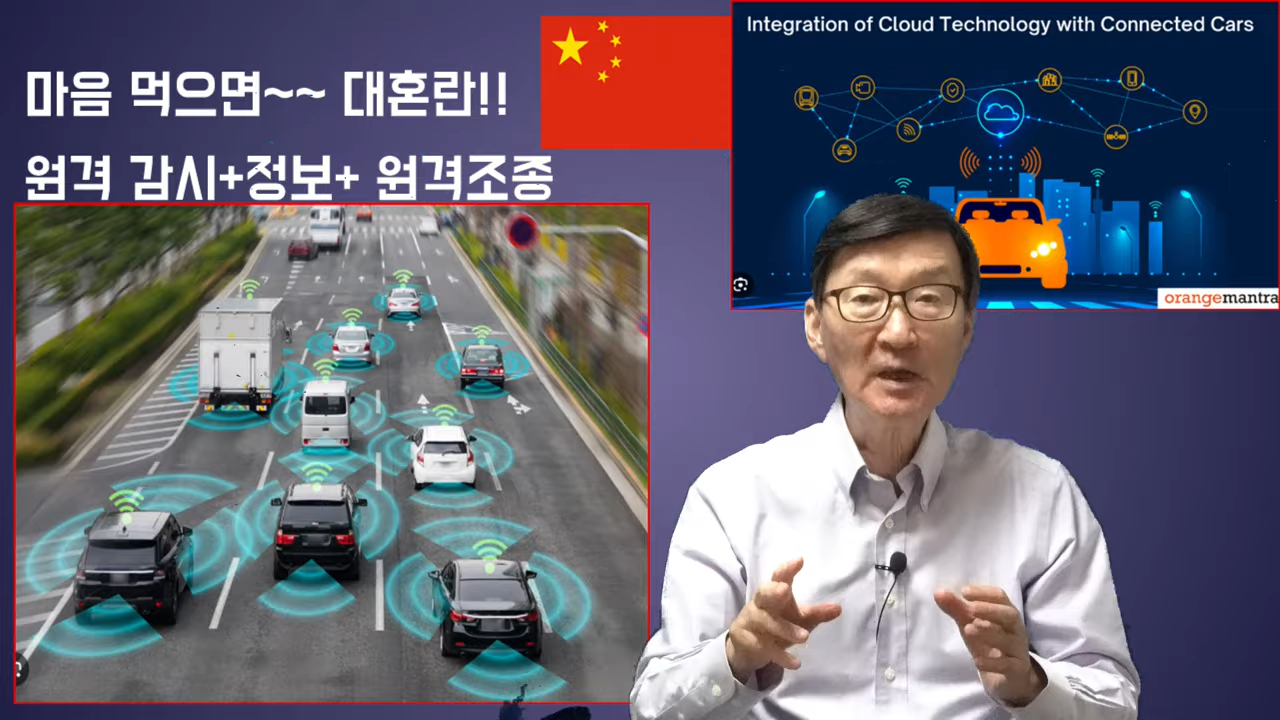 마음 먹으면~~ 대혼란!!
원격 감시+정보+ 원격조종
Integration of Cloud Technology with Connected Cars
orangemantra